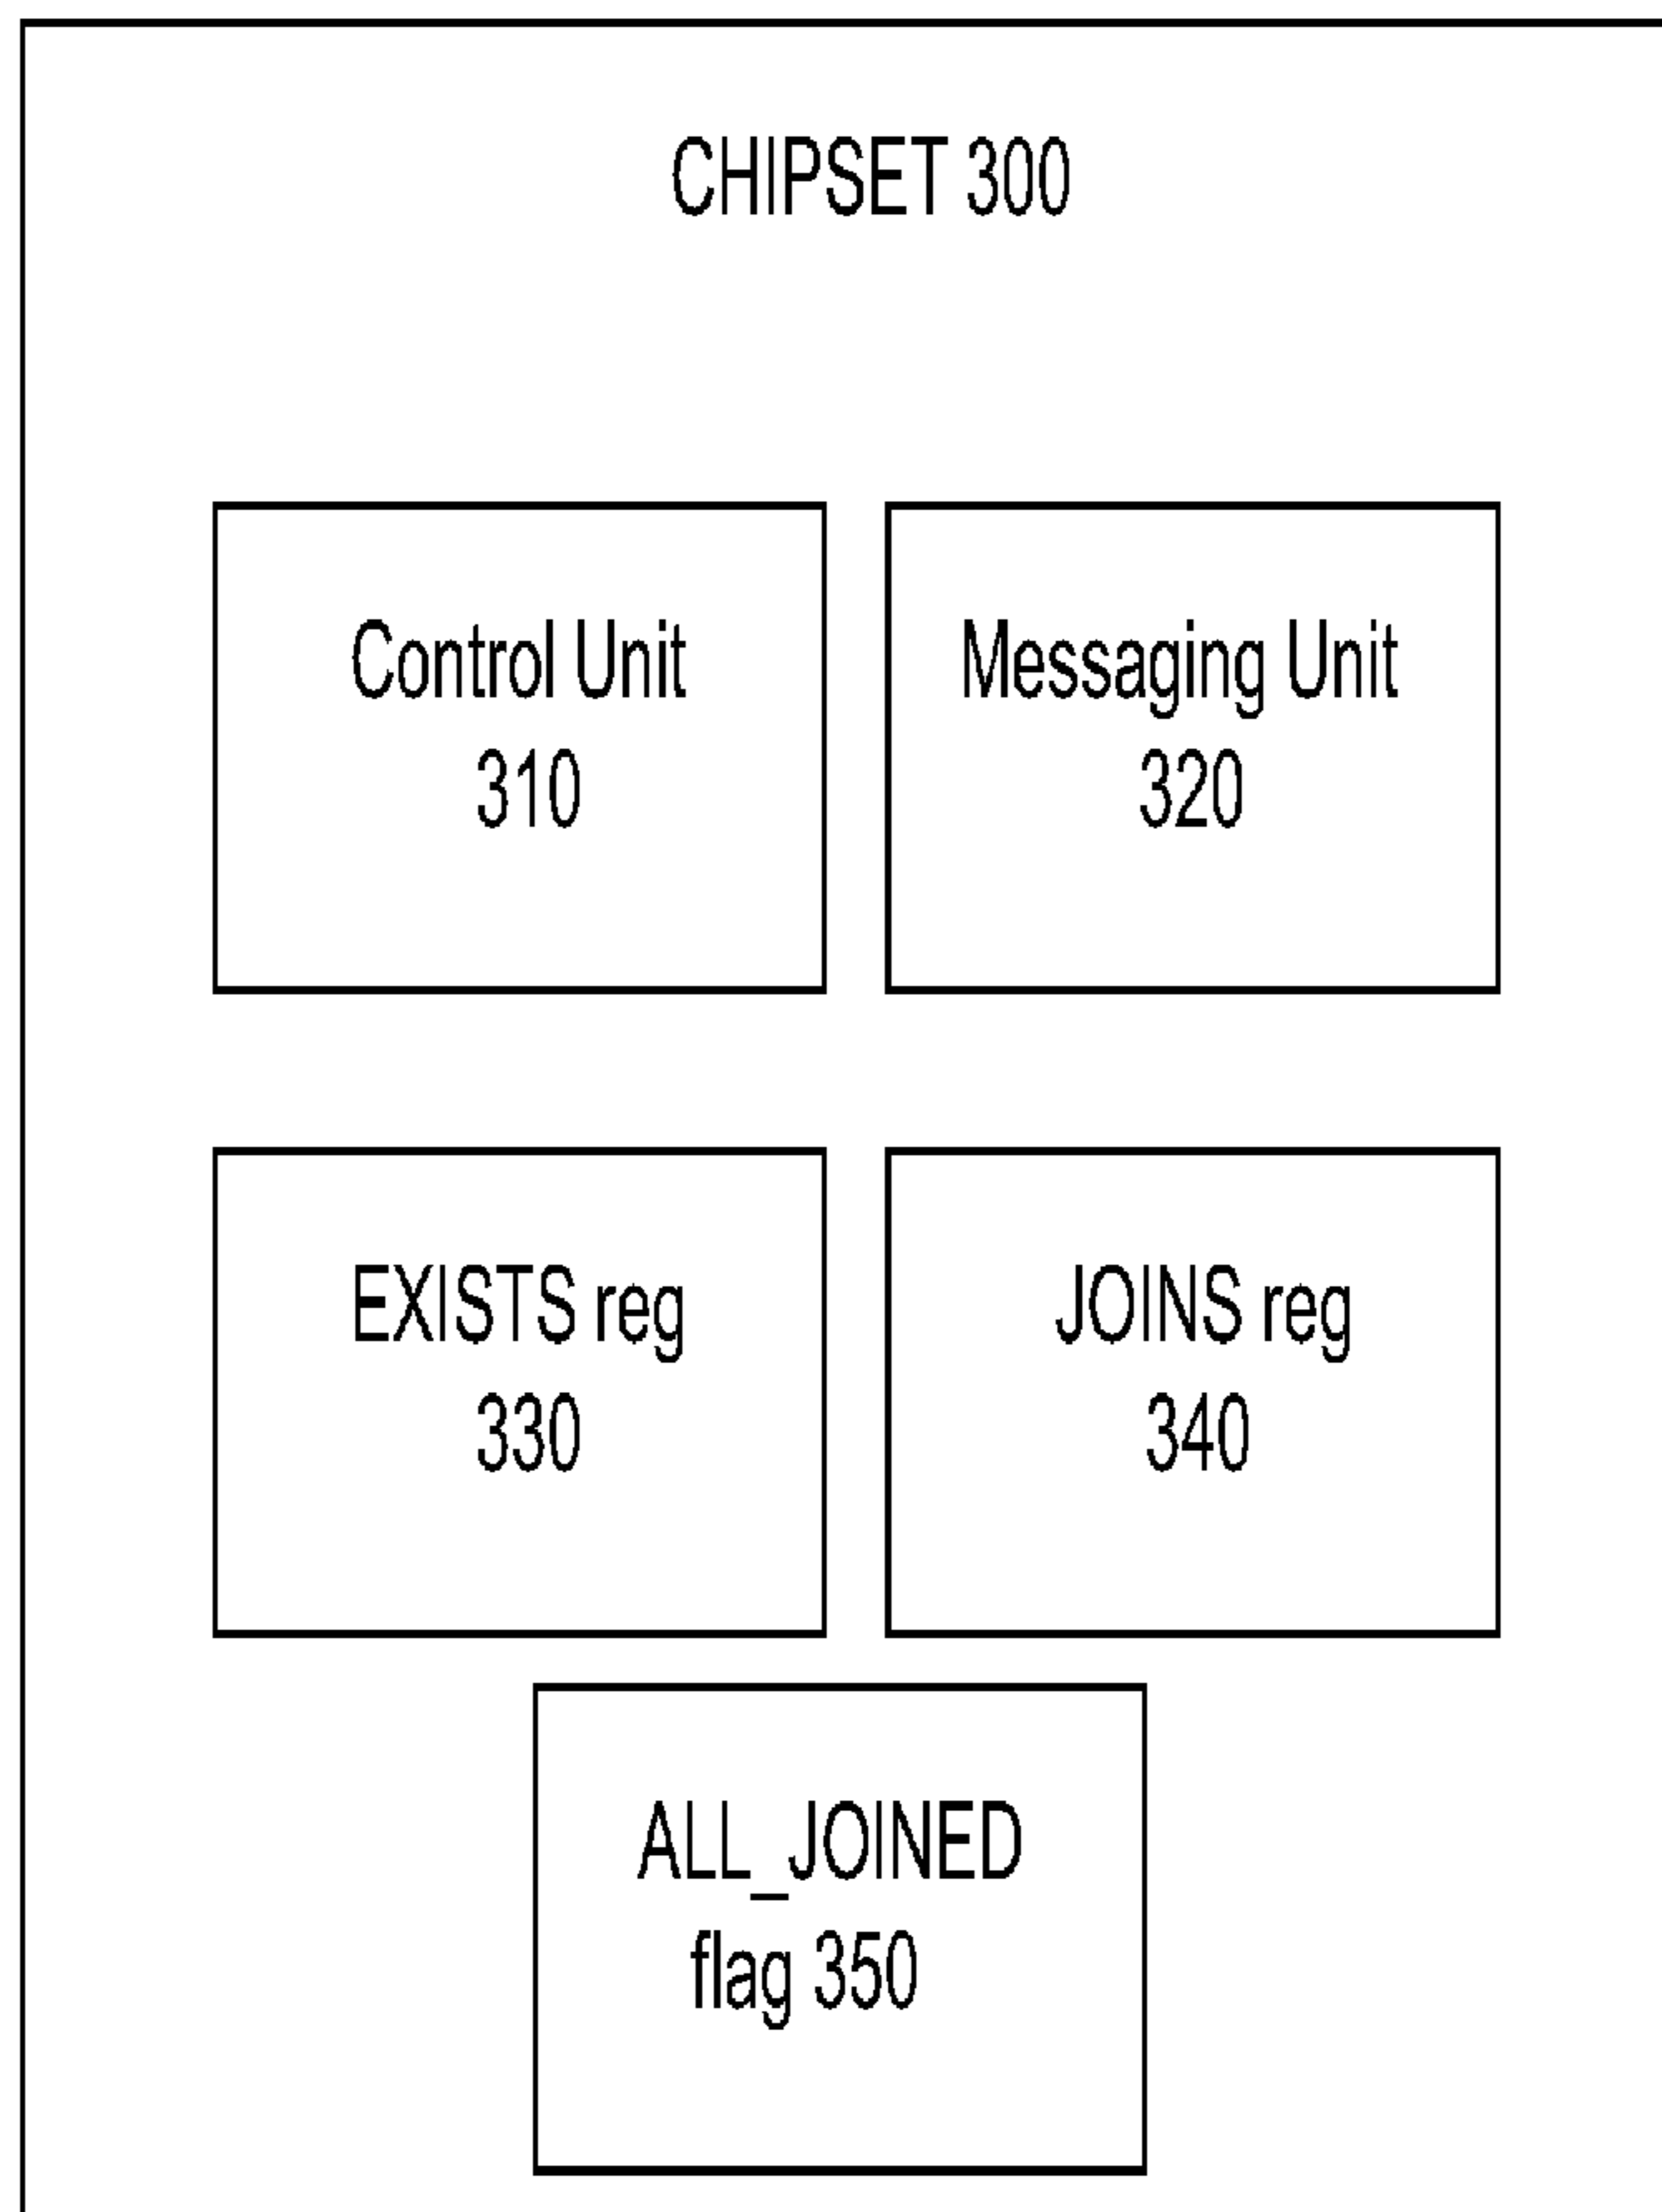 CHIPSET 300
Control Unit
310
Messaging Unit
320
EXISTS reg
330
JOINS reg
340
ALL_JOINED
flag 350